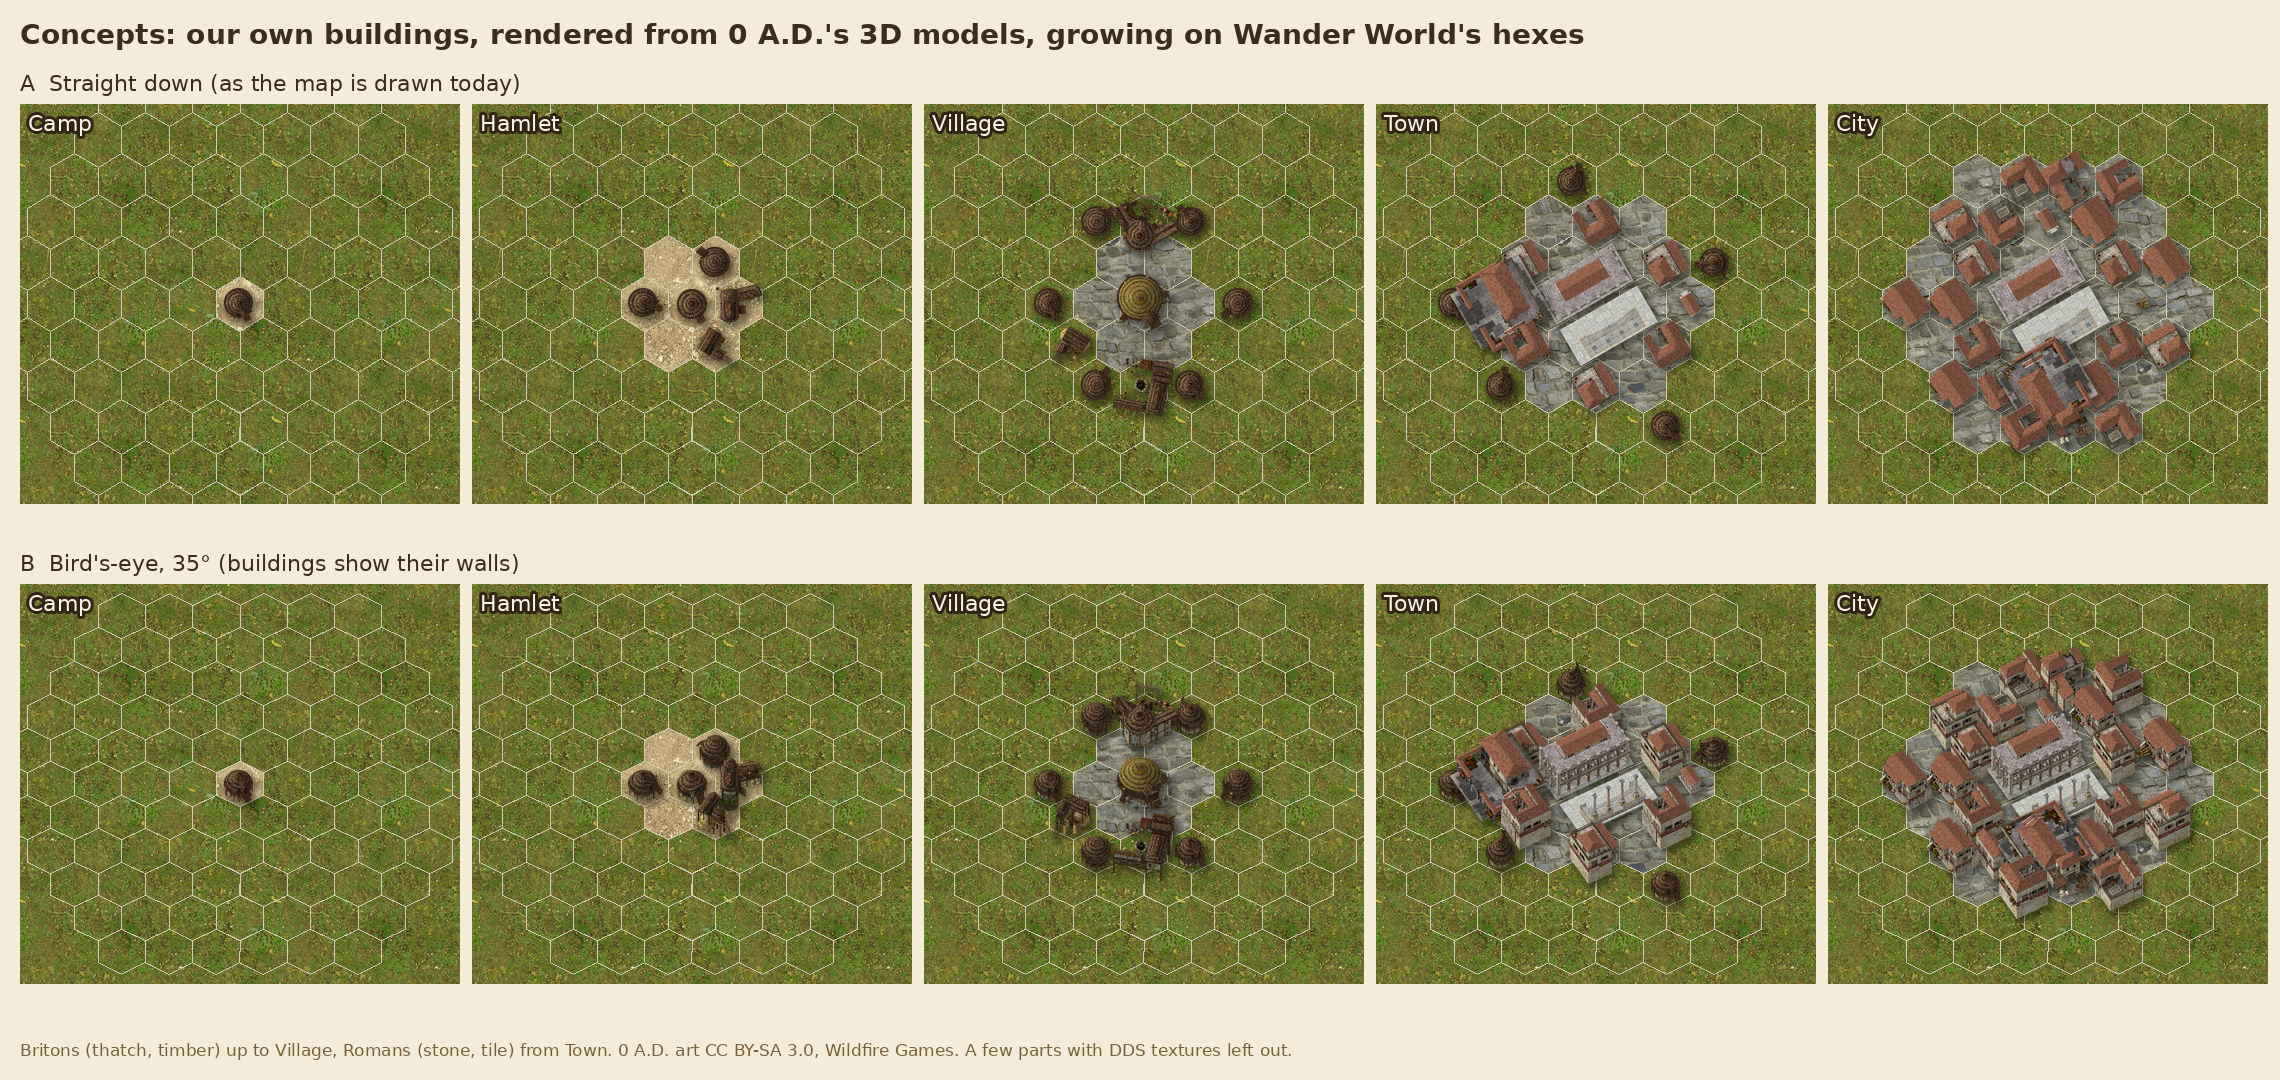 Concepts: our own buildings, rendered from 0 A.D.'s 3D models, growing on Wander World's hexes
A Straight down (as the map is drawn today)
Camp
Hamlet
Village
Town
City
B Bird's-eye, 35° (buildings show their walls)
Camp
Hamlet
Village
Town
City
Britons (thatch, timber) up to Village, Romans (stone, tile) from Town. 0 A.D. art CC BY-SA 3.0, Wildfire Games. A few parts with DDS textures left out.